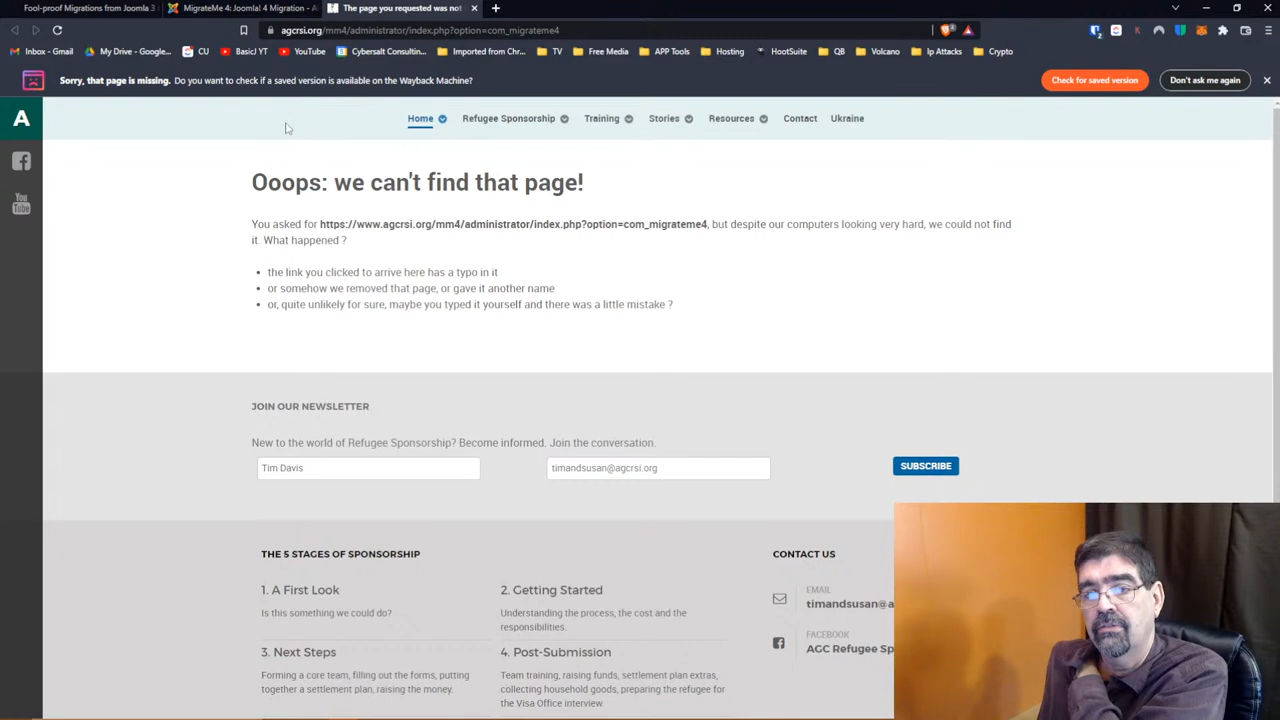 Fool-proof Migrations from Joomla 3
MigrateMe 4: Joomla! 4 Migration - A
The page you requested was not
agcrsi.org/mm4/administrator/index.php?option=com_migrateme4
Inbox - Gmail
My Drive - Google...
CU
BasicJ YT
YouTube
Cybersalt Consulting...
Imported from Chr...
TV
Free Media
APP Tools
Hosting
HootSuite
QB
Volcano
Ip Attacks
Crypto
Sorry, that page is missing. Do you want to check if a saved version is available on the Wayback Machine?
Check for saved version
Don't ask me again
A
Home
Refugee Sponsorship
Training
Stories
Resources
Contact
Ukraine
You Tube
Ooops: we can't find that page!
You asked for https://www.agcrsi.org/mm4/administrator/index.php?option=com_migrateme4, but despite our computers looking very hard, we could not find
it. What happened ?
the link you clicked to arrive here has a typo in it
or somehow we removed that page, or gave it another name
or, quite unlikely for sure, maybe you typed it yourself and there was a little mistake ?
JOIN OUR NEWSLETTER
New to the world of Refugee Sponsorship? Become informed. Join the conversation.
Tim Davis
timandsusan@agcrsi.org
SUBSCRIBE
THE 5 STAGES OF SPONSORSHIP
1. A First Look
Is this something we could do?
2. Getting Started
Understanding the process, the cost and the
responsibilities.
3. Next Steps
Forming a core team, filling out the forms, putting
together a settlement plan, raising the money.
4. Post-Submission
Team training, raising funds, settlement plan extras,
collecting household goods, preparing the refugee for
the Visa Office interview.
CONTACT US
EMAIL
timandsusan@a
FACEBOOK
AGC Refugee Sp